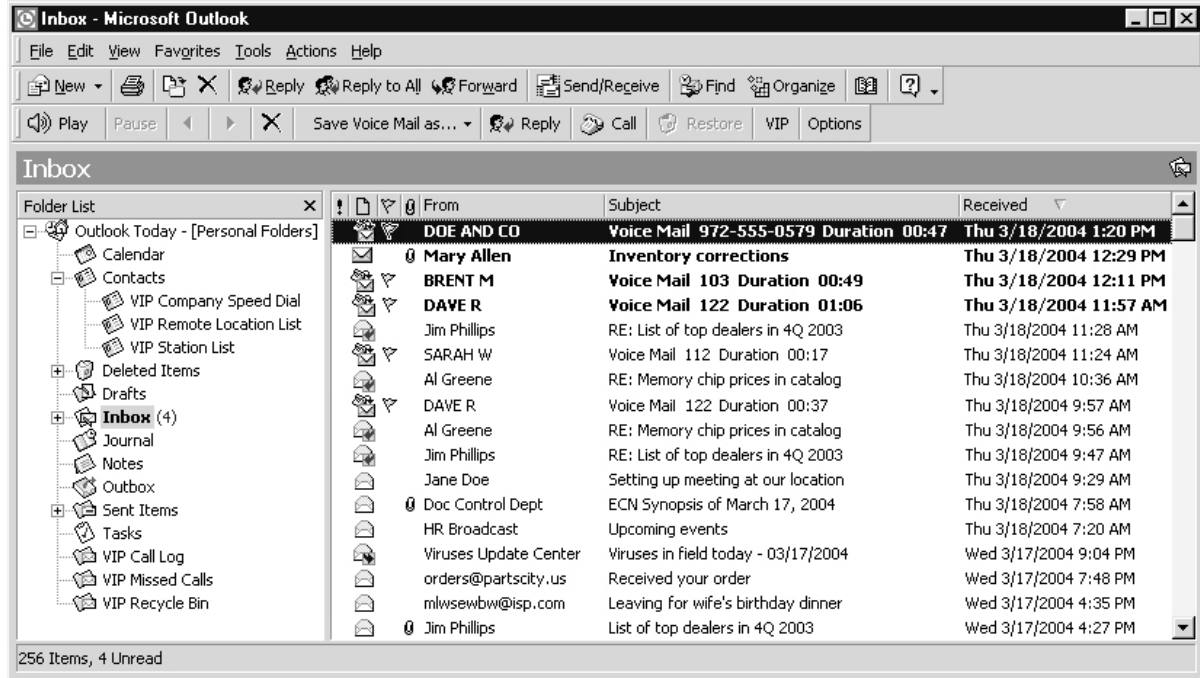 Inbox - Microsoft Outlook
File Edit View Favorites Tools Actions Help
New Reply Reply to All Forward Send/Receive Find Organize
Play Pause Save Voice Mail as... Reply Call Restore VIP Options
Inbox
Folder List
Outlook Today - [Personal Folders]
Calendar
Contacts
VIP Company Speed Dial
VIP Remote Location List
VIP Station List
Deleted Items
Drafts
Inbox (4)
Journal
Notes
Outbox
Sent Items
Tasks
VIP Call Log
VIP Missed Calls
VIP Recycle Bin
! From Subject Received
DOE AND CO Voice Mail 972-555-0579 Duration 00:47 Thu 3/18/2004 1:20 PM
Mary Allen Inventory corrections Thu 3/18/2004 12:29 PM
BRENT M Voice Mail 103 Duration 00:49 Thu 3/18/2004 12:11 PM
DAVE R Voice Mail 122 Duration 01:06 Thu 3/18/2004 11:57 AM
Jim Phillips RE: List of top dealers in 4Q 2003 Thu 3/18/2004 11:28 AM
SARAH W Voice Mail 112 Duration 00:17 Thu 3/18/2004 11:24 AM
Al Greene RE: Memory chip prices in catalog Thu 3/18/2004 10:36 AM
DAVE R Voice Mail 122 Duration 00:37 Thu 3/18/2004 9:57 AM
Al Greene RE: Memory chip prices in catalog Thu 3/18/2004 9:56 AM
Jim Phillips RE: List of top dealers in 4Q 2003 Thu 3/18/2004 9:47 AM
Jane Doe Setting up meeting at our location Thu 3/18/2004 9:29 AM
Doc Control Dept ECN Synopsis of March 17, 2004 Thu 3/18/2004 7:58 AM
HR Broadcast Upcoming events Thu 3/18/2004 7:20 AM
Viruses Update Center Viruses in field today - 03/17/2004 Wed 3/17/2004 9:04 PM
orders@partscity.us Received your order Wed 3/17/2004 7:48 PM
mlwsewbw@isp.com Leaving for wife's birthday dinner Wed 3/17/2004 4:35 PM
Jim Phillips List of top dealers in 4Q 2003 Wed 3/17/2004 4:27 PM
256 Items, 4 Unread